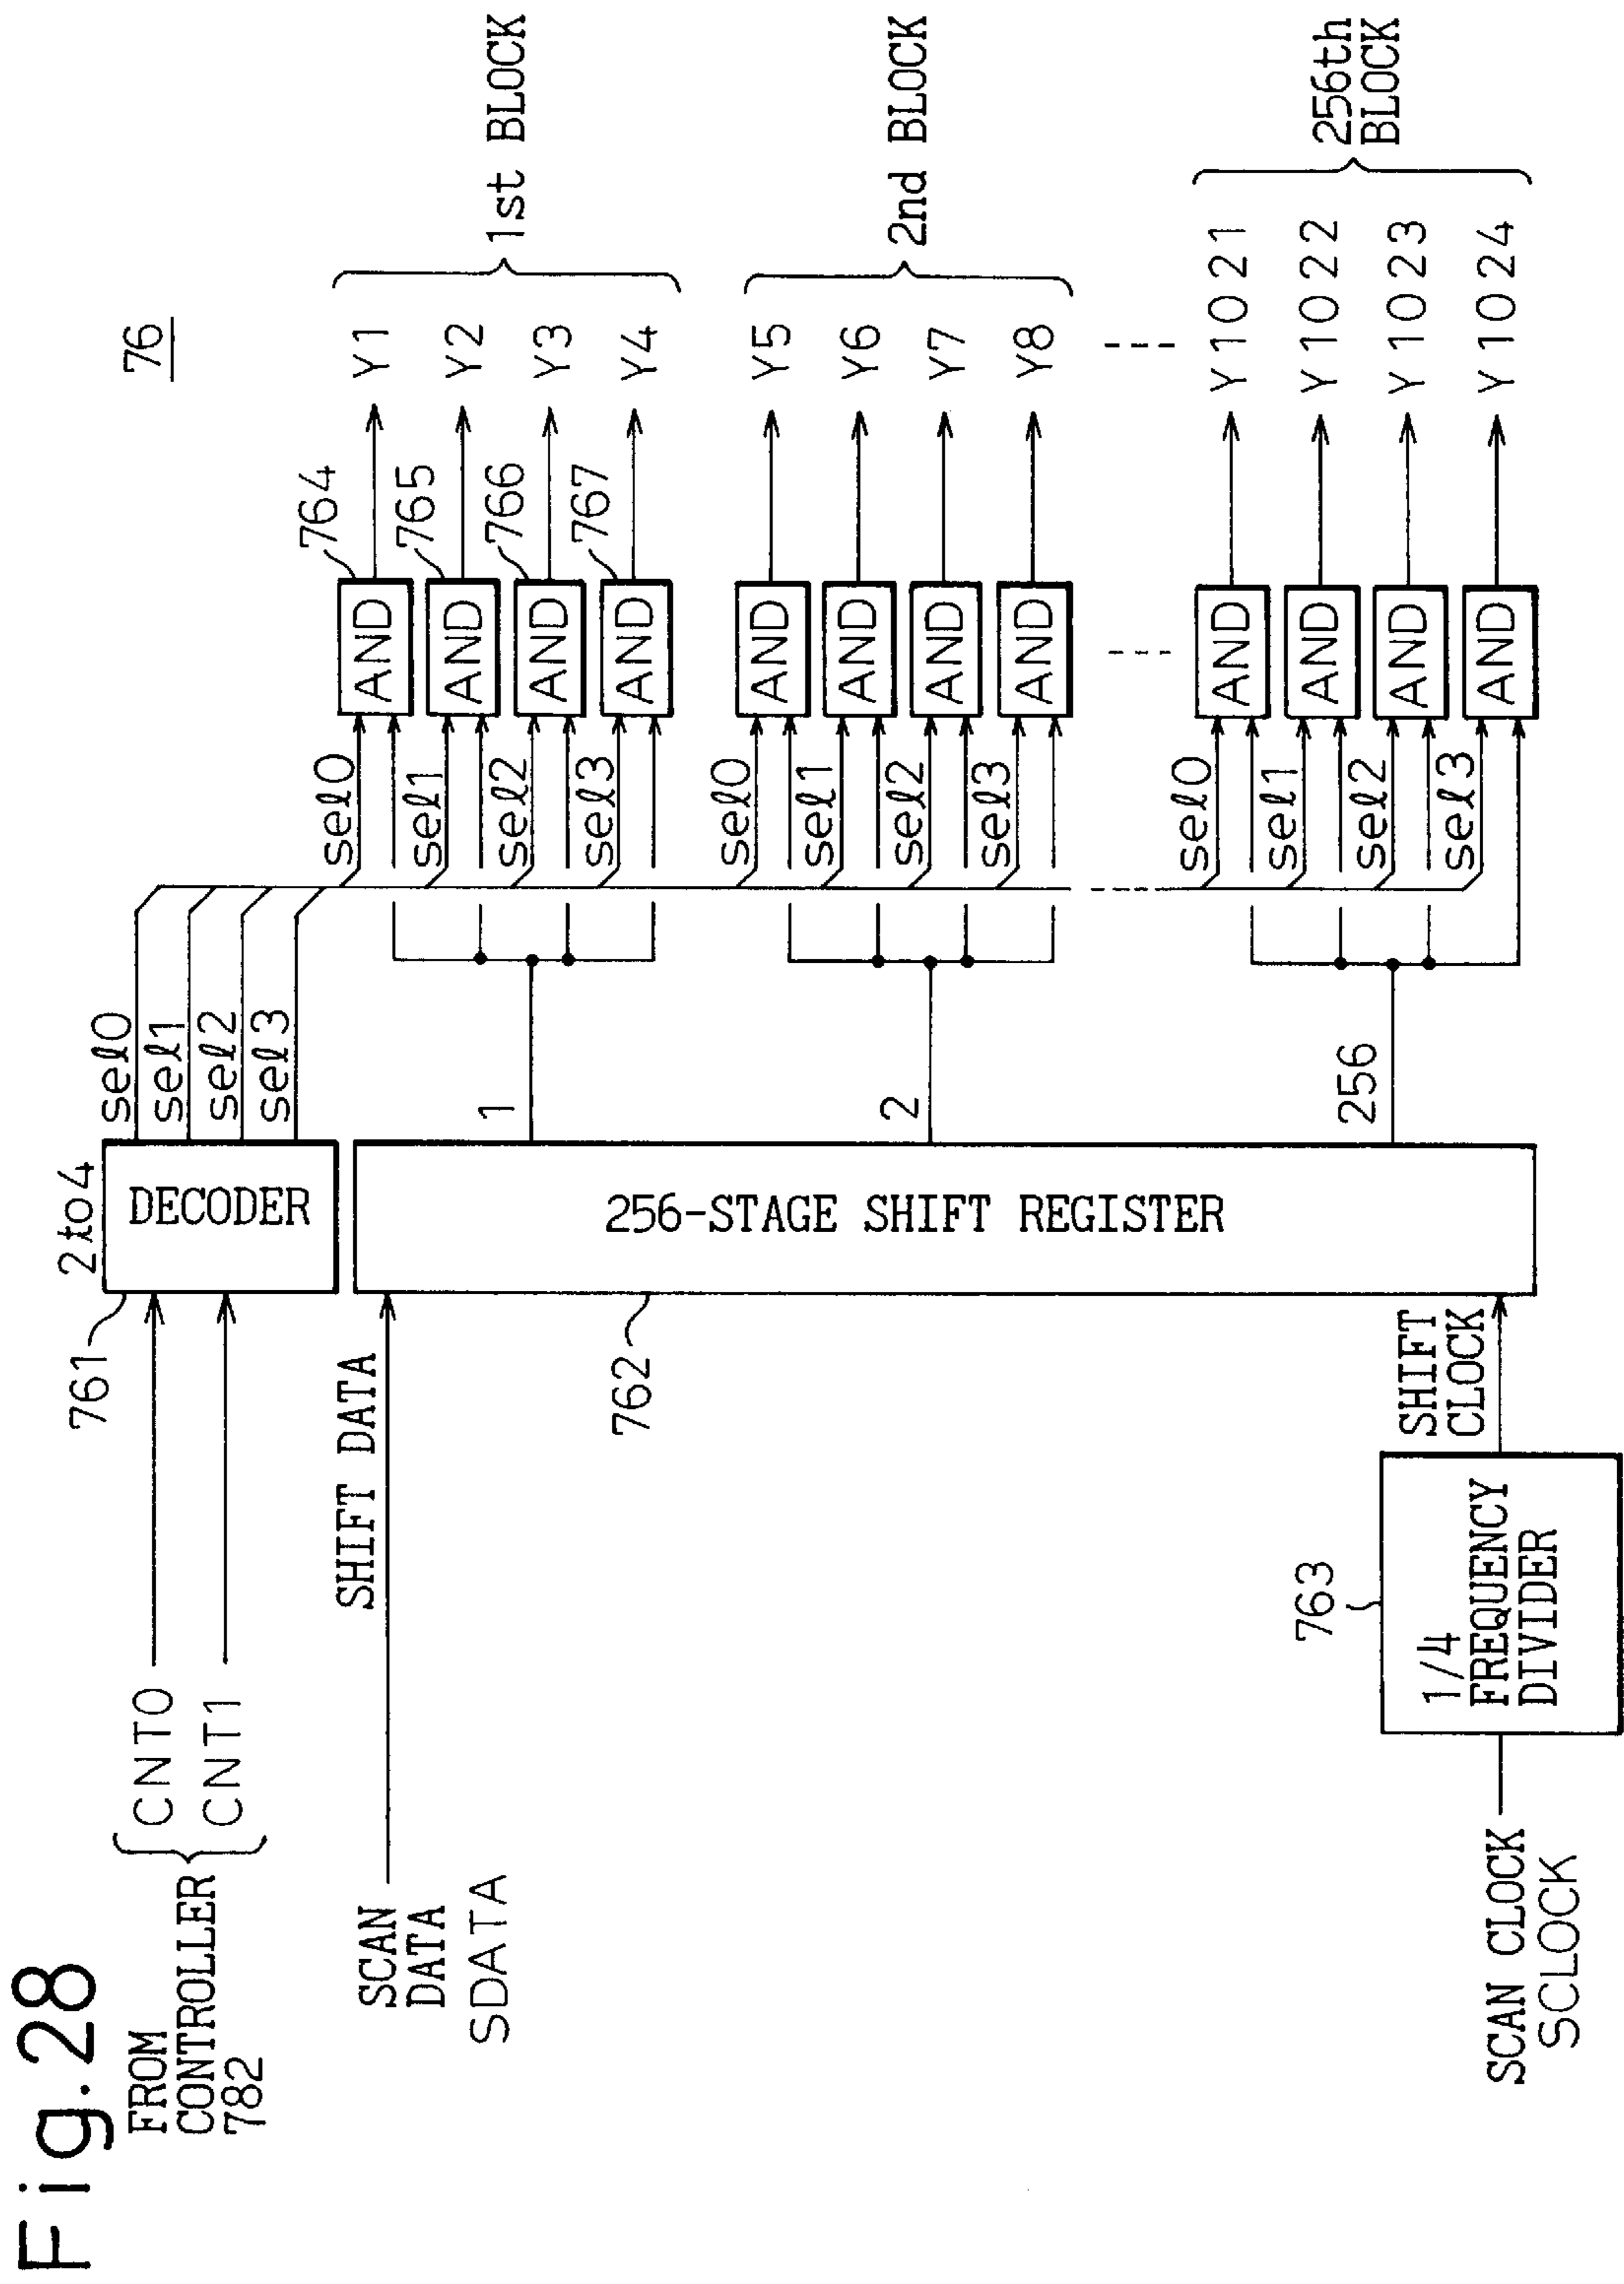 Fig.28
76
FROM
CONTROLLER
782
CNT0
CNT1
761
2to4
DECODER
sel0
sel1
sel2
sel3
SCAN
DATA
SDATA
SHIFT DATA
762
256-STAGE SHIFT REGISTER
1
2
256
SCAN CLOCK
SCLOCK
763
1/4
FREQUENCY
DIVIDER
SHIFT
CLOCK
sel0
AND
764
Y1
sel1
AND
765
Y2
sel2
AND
766
Y3
sel3
AND
767
Y4
1st BLOCK
sel0
AND
Y5
sel1
AND
Y6
sel2
AND
Y7
sel3
AND
Y8
2nd BLOCK
sel0
AND
Y1021
sel1
AND
Y1022
sel2
AND
Y1023
sel3
AND
Y1024
256th
BLOCK